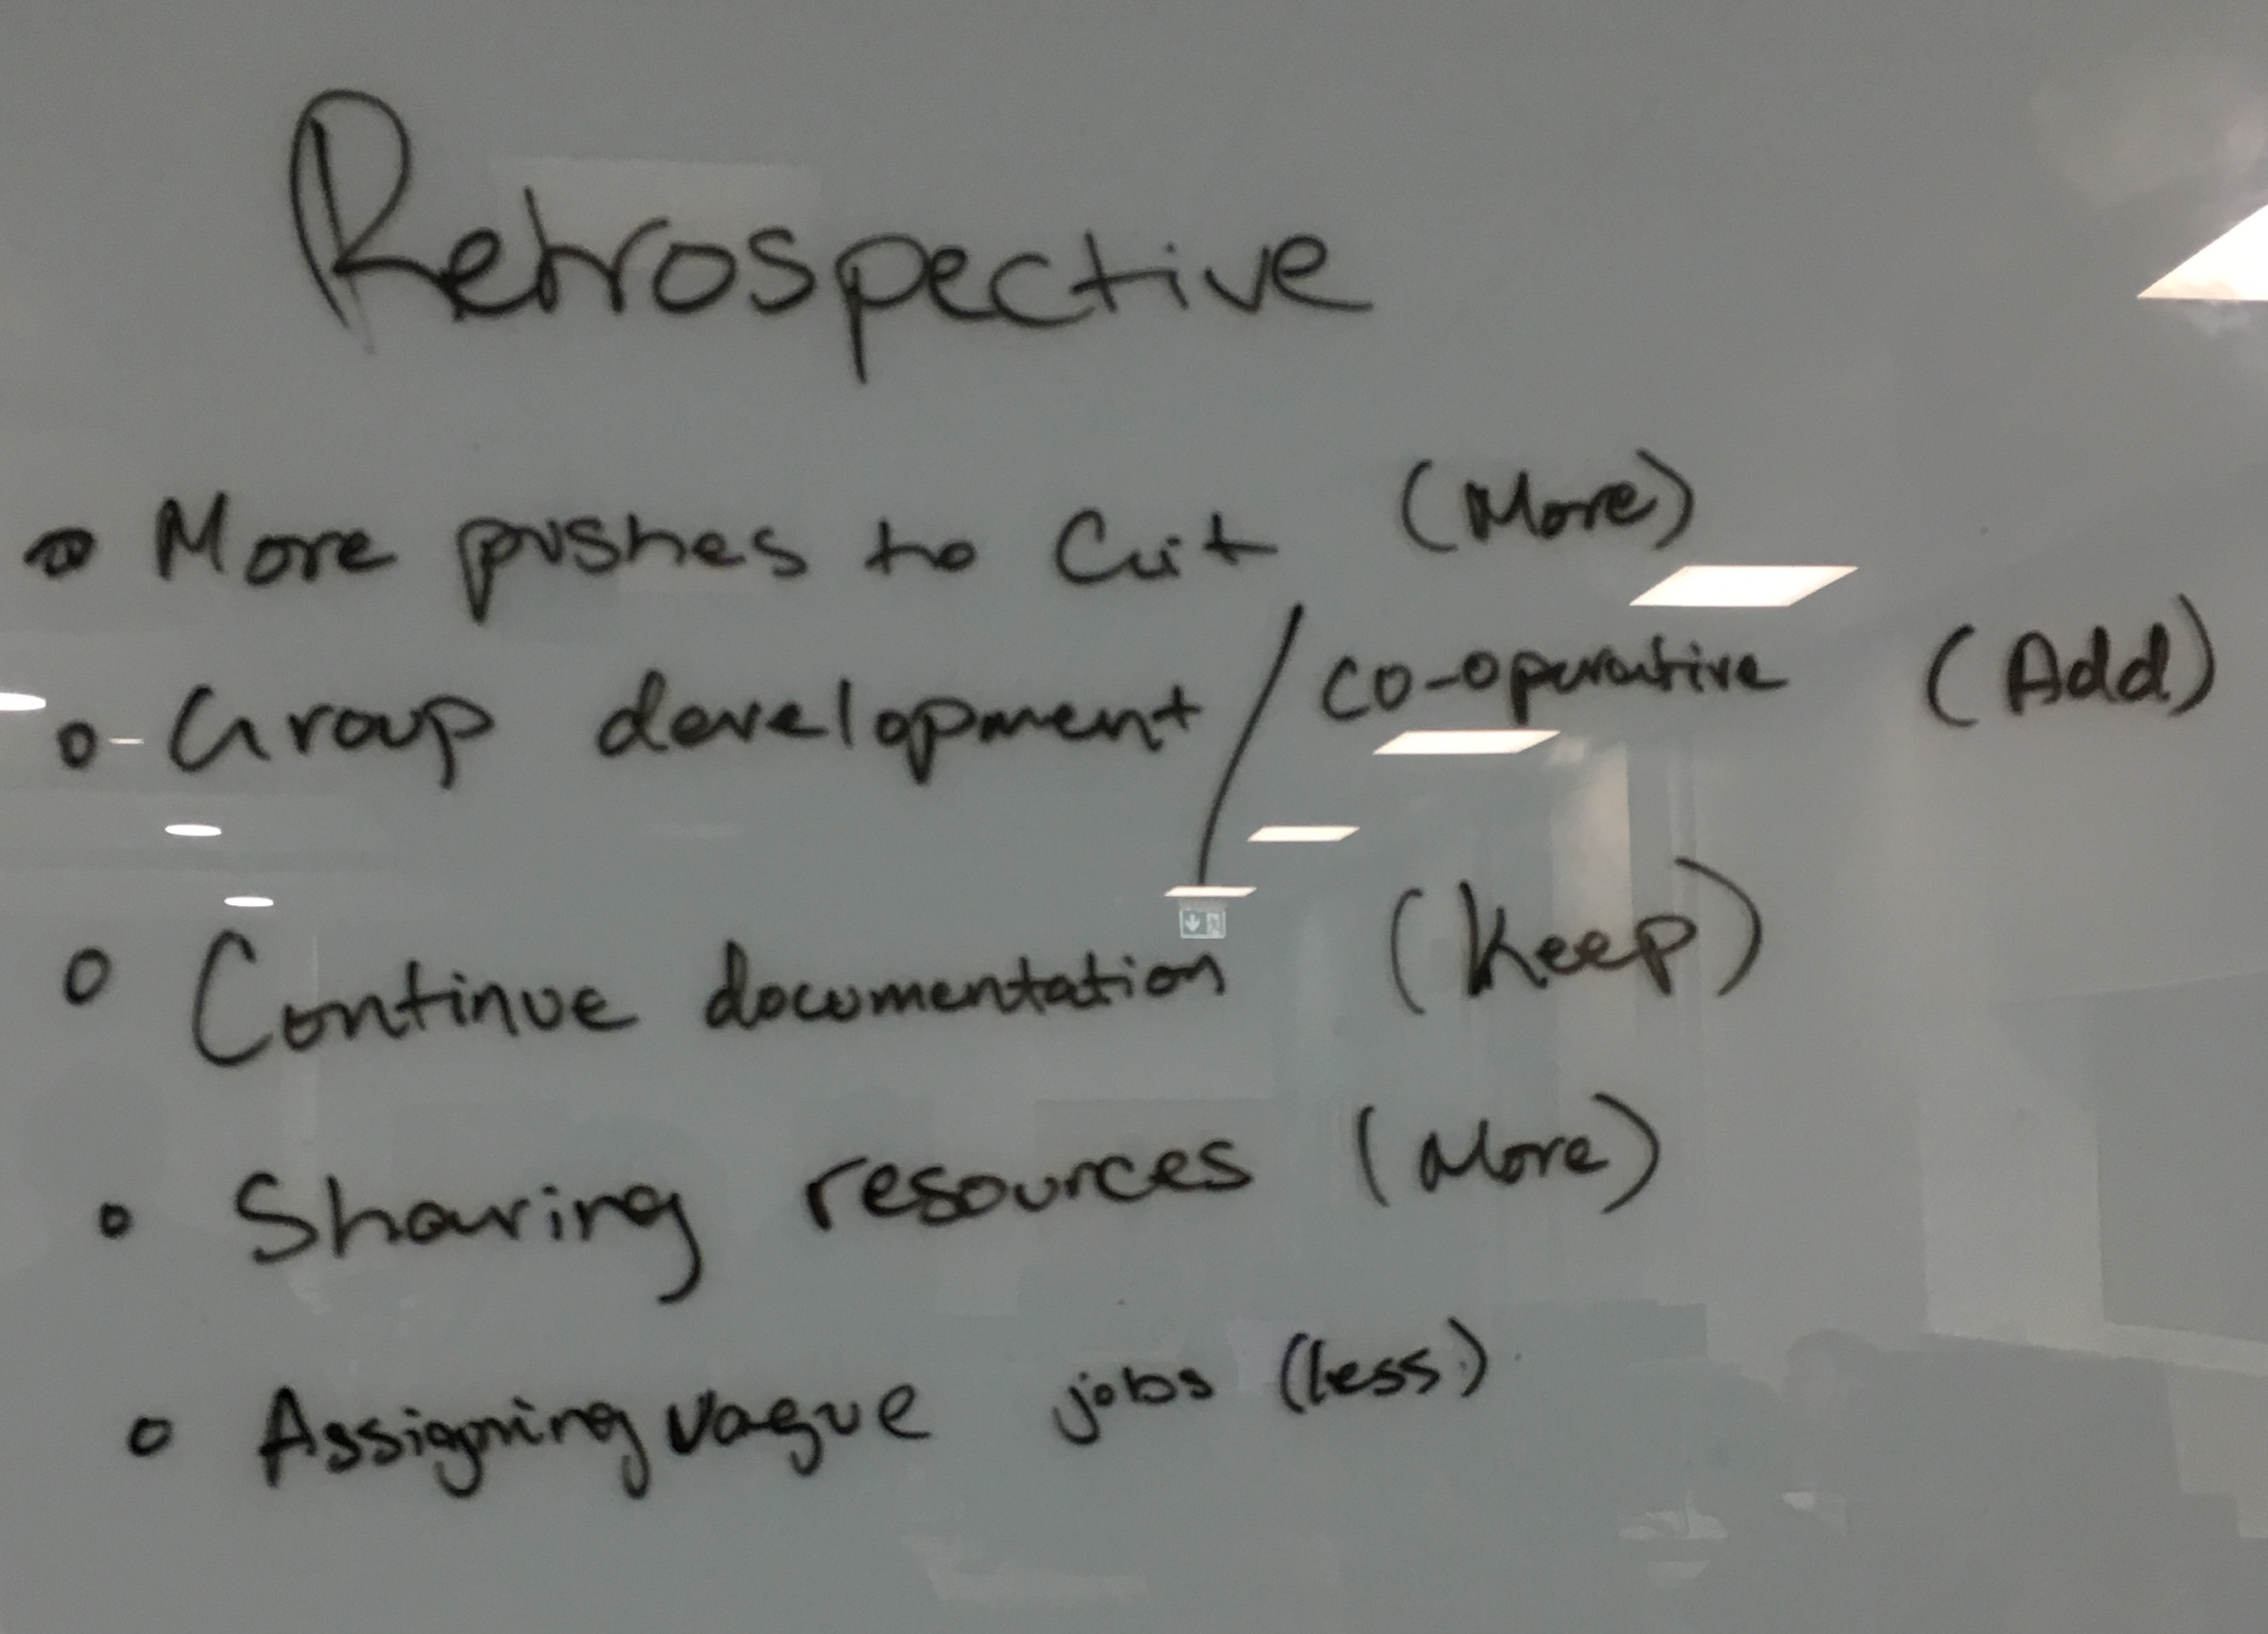 Retrospective
• More pushes to Git (More)
• Group development / co-operative (Add)
• Continue documentation (Keep)
• Sharing resources (More)
• Assigning vague jobs (less)